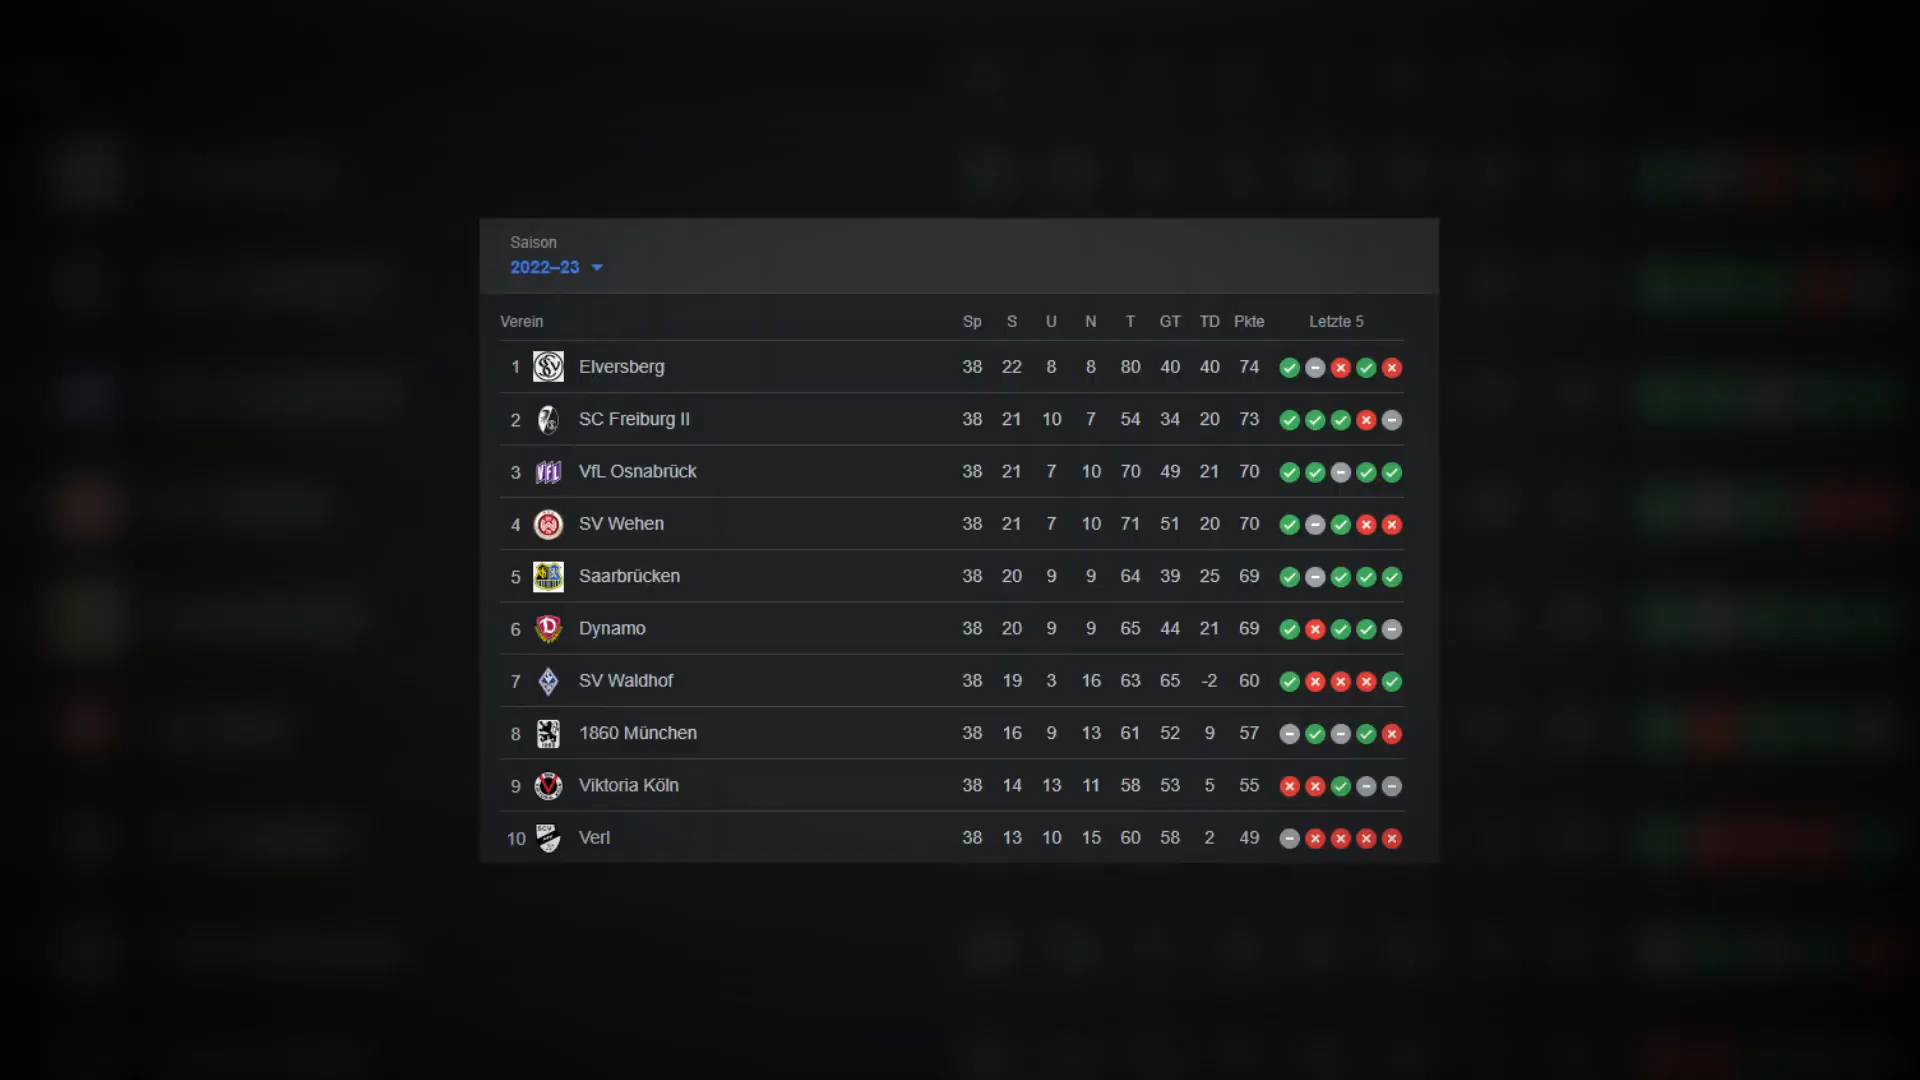 Saison
2022–23
Verein Sp S U N T GT TD Pkte Letzte 5
1 Elversberg 38 22 8 8 80 40 40 74
2 SC Freiburg II 38 21 10 7 54 34 20 73
3 VfL Osnabrück 38 21 7 10 70 49 21 70
4 SV Wehen 38 21 7 10 71 51 20 70
5 Saarbrücken 38 20 9 9 64 39 25 69
6 Dynamo 38 20 9 9 65 44 21 69
7 SV Waldhof 38 19 3 16 63 65 -2 60
8 1860 München 38 16 9 13 61 52 9 57
9 Viktoria Köln 38 14 13 11 58 53 5 55
10 Verl 38 13 10 15 60 58 2 49